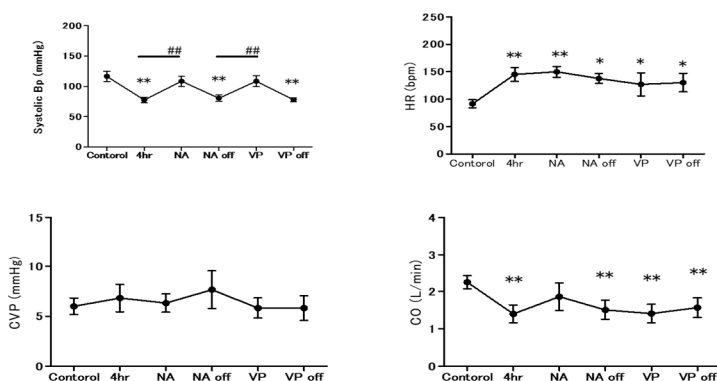 Systolic Bp (mmHg)
200
150
100
50
0
## ##
** ** **
Contorol 4hr NA NA off VP VP off
HR (bpm)
250
200
150
100
50
0
** ** * * *
Contorol 4hr NA NA off VP VP off
CVP (mmHg)
15
10
5
0
Contorol 4hr NA NA off VP VP off
CO (L/min)
4
3
2
1
0
** ** ** **
Contorol 4hr NA NA off VP VP off